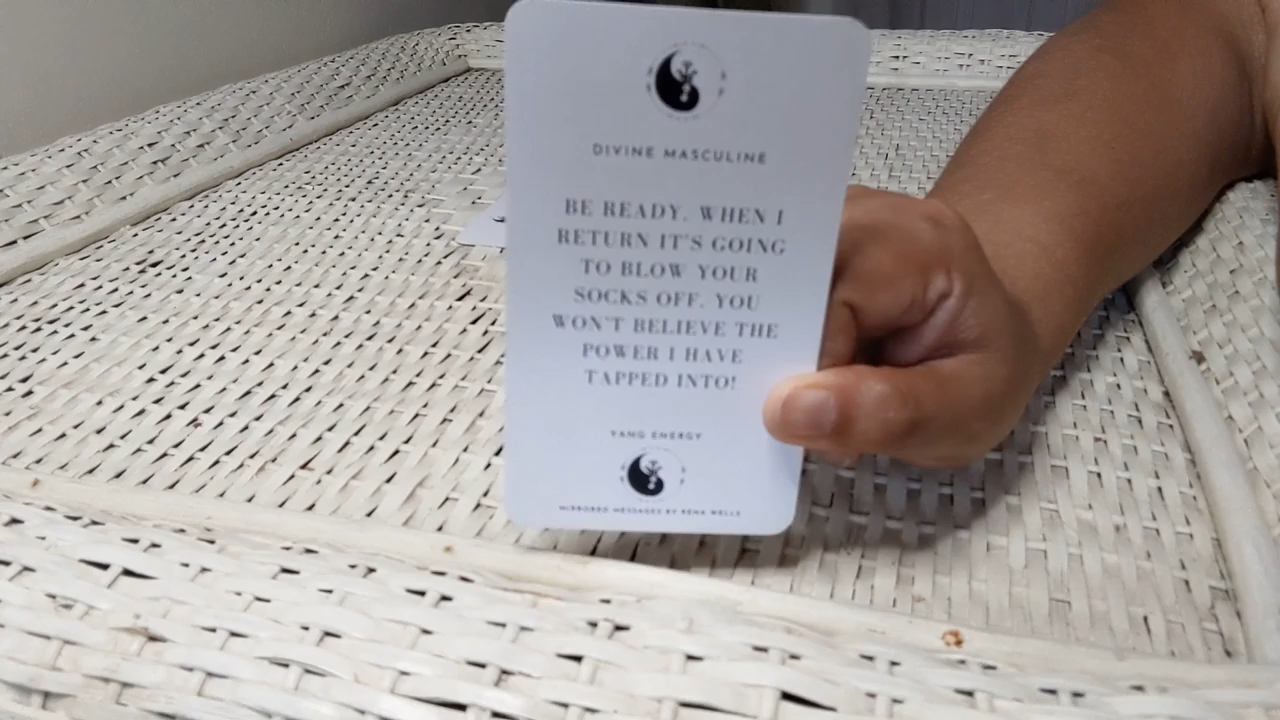 DIVINE MASCULINE
BE READY. WHEN I
RETURN IT'S GOING
TO BLOW YOUR
SOCKS OFF. YOU
WON'T BELIEVE THE
POWER I HAVE
TAPPED INTO!
YANG ENERGY
MIRRORED MESSAGES BY REMA WELLS